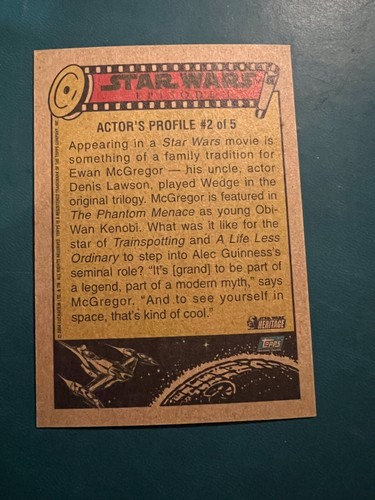 STAR WARS
EPISODE I
ACTOR'S PROFILE #2 of 5
Appearing in a Star Wars movie is
something of a family tradition for
Ewan McGregor — his uncle, actor
Denis Lawson, played Wedge in the
original trilogy. McGregor is featured in
The Phantom Menace as young Obi-
Wan Kenobi. What was it like for the
star of Trainspotting and A Life Less
Ordinary to step into Alec Guinness's
seminal role? "It's [grand] to be part of
a legend, part of a modern myth," says
McGregor. "And to see yourself in
space, that's kind of cool."
STAR WARS
HERITAGE
TOPPS